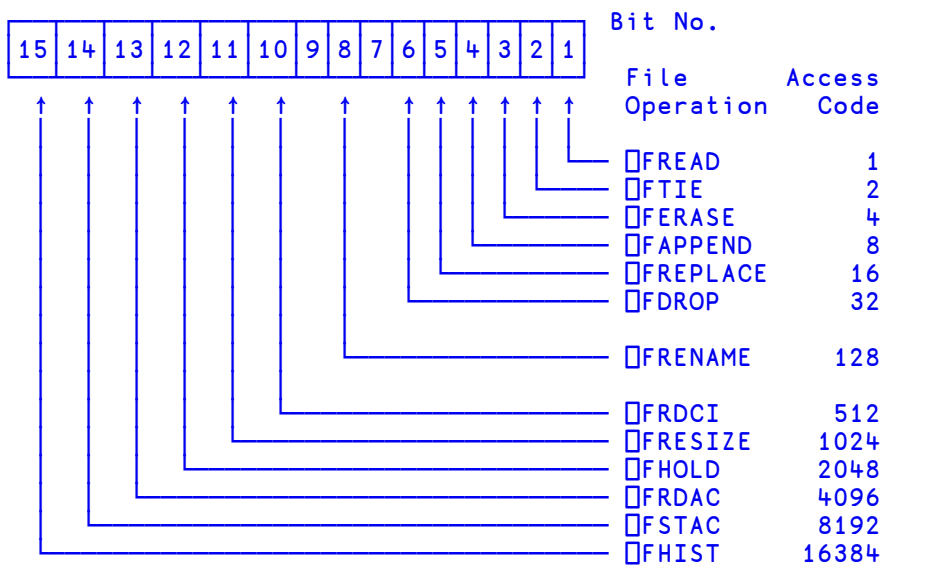 Bit No.
15 14 13 12 11 10 9 8 7 6 5 4 3 2 1
File Access
Operation Code
⎕FREAD 1
⎕FTIE 2
⎕FERASE 4
⎕FAPPEND 8
⎕FREPLACE 16
⎕FDROP 32
⎕FRENAME 128
⎕FRDCI 512
⎕FRESIZE 1024
⎕FHOLD 2048
⎕FRDAC 4096
⎕FSTAC 8192
⎕FHIST 16384